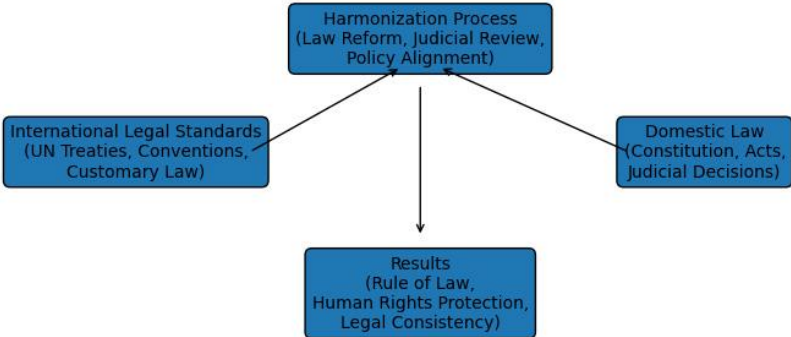 Harmonization Process
(Law Reform, Judicial Review,
Policy Alignment)
International Legal Standards
(UN Treaties, Conventions,
Customary Law)
Domestic Law
(Constitution, Acts,
Judicial Decisions)
Results
(Rule of Law,
Human Rights Protection,
Legal Consistency)